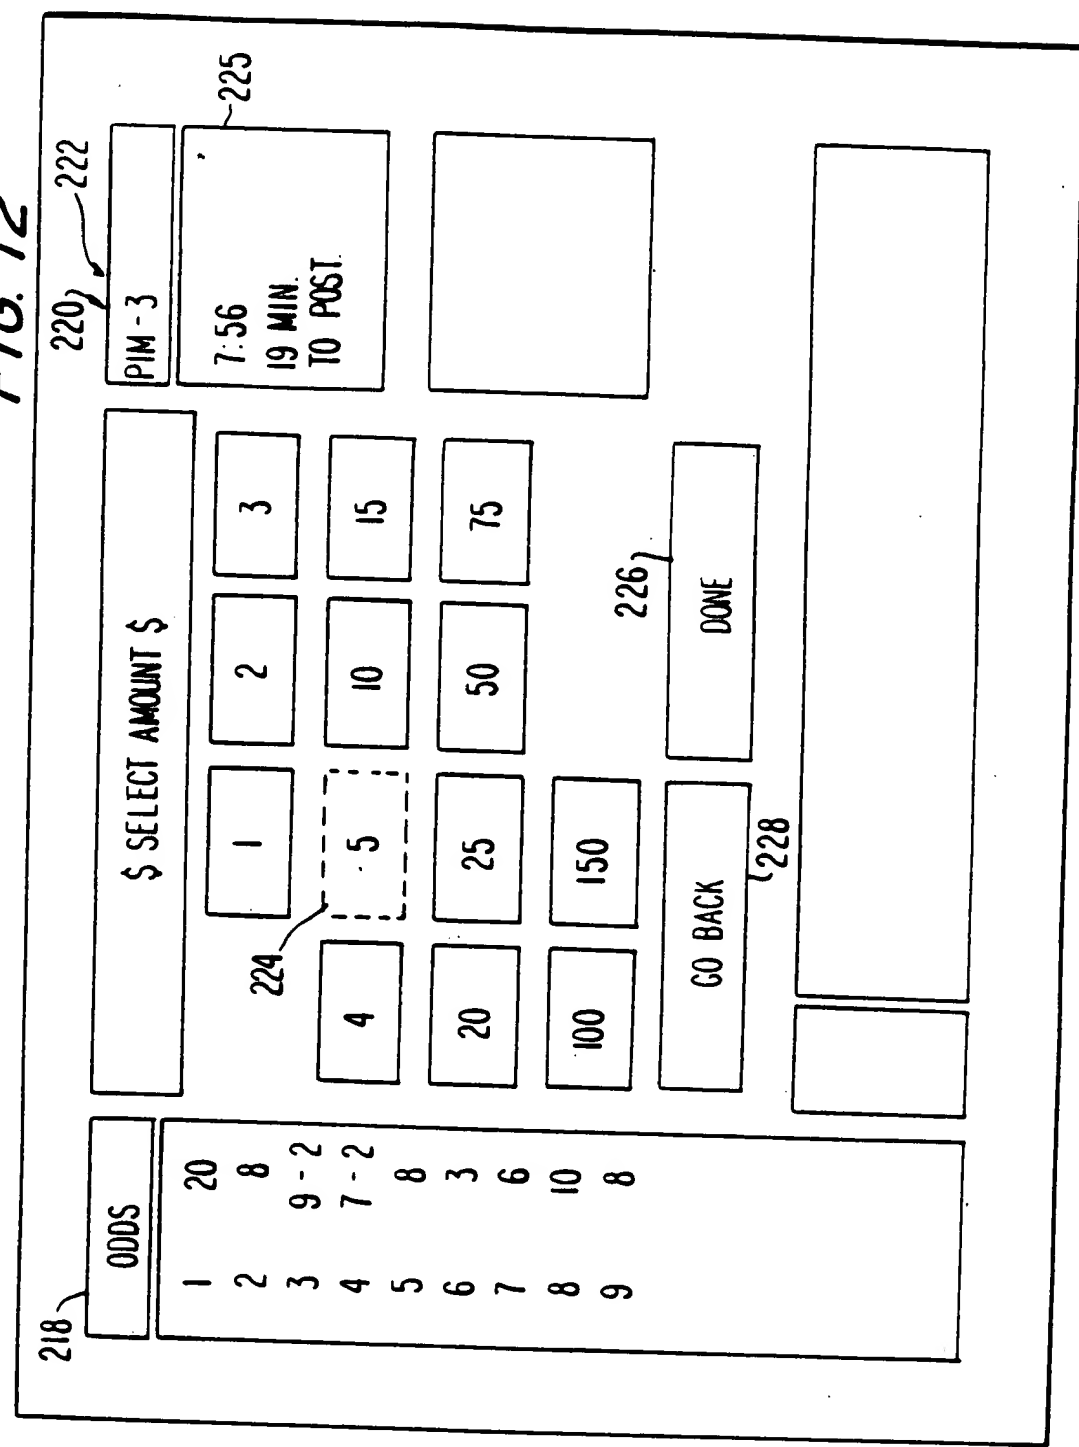 FIG. 12
220
222
218
ODDS
$ SELECT AMOUNT $
PIM-3
225
1 20
2 8
3 9-2
4 7-2
5 8
6 3
7 6
8 10
9 8
7:56
19 MIN.
TO POST.
1 2 3
224
4 5 10 15
20 25 50 75
100 150
226
GO BACK
DONE
228